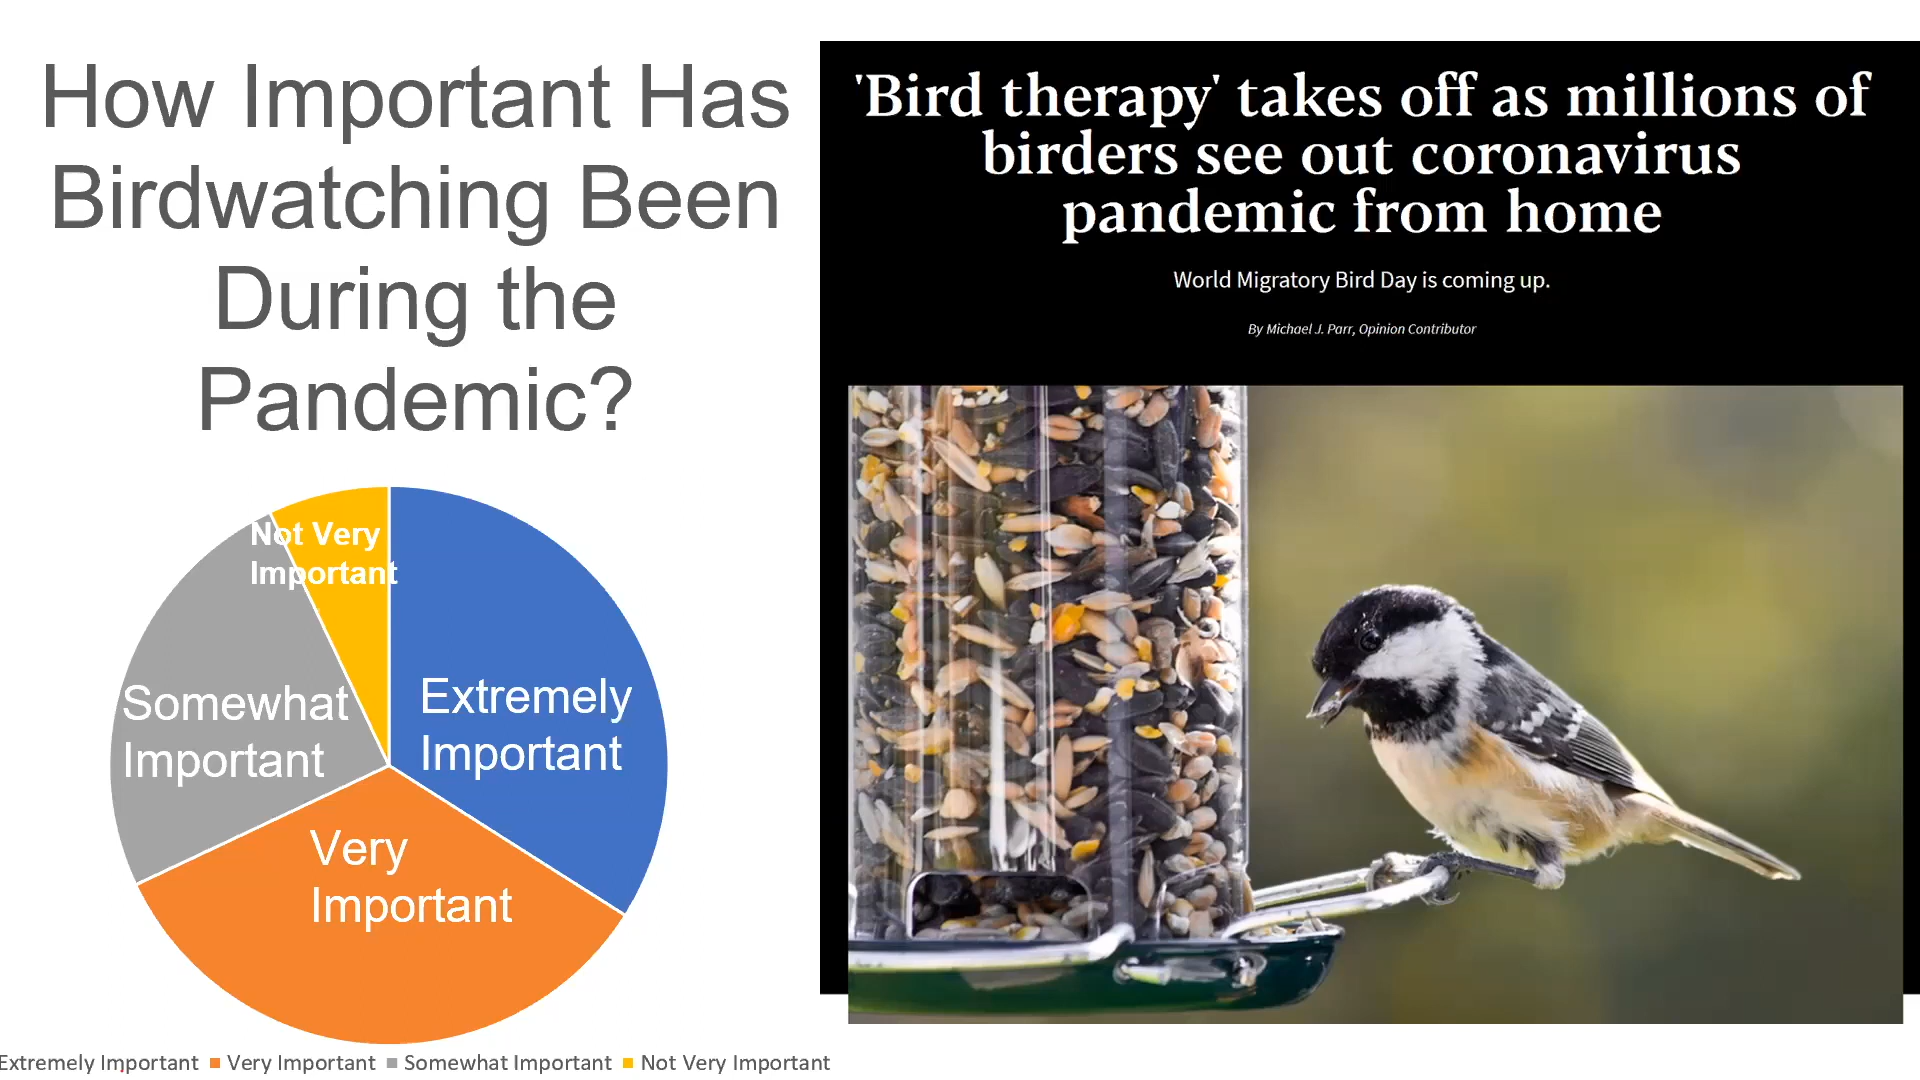 How Important Has
Birdwatching Been
During the
Pandemic?
Not Very
Important
Somewhat
Important
Extremely
Important
Very
Important
Extremely Important Very Important Somewhat Important Not Very Important
'Bird therapy' takes off as millions of
birders see out coronavirus
pandemic from home
World Migratory Bird Day is coming up.
By Michael J. Parr, Opinion Contributor